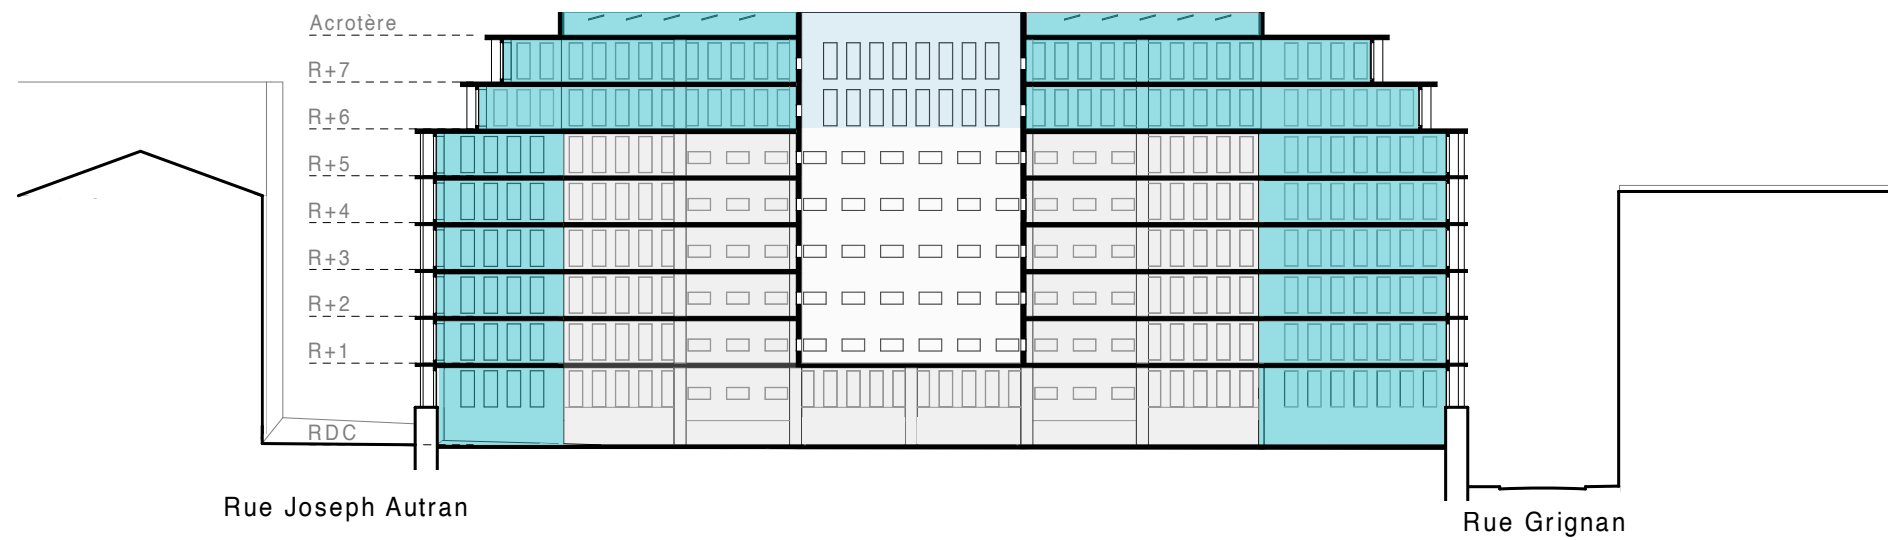 Acrotère
R+7
R+6
R+5
R+4
R+3
R+2
R+1
RDC
Rue Joseph Autran
Rue Grignan